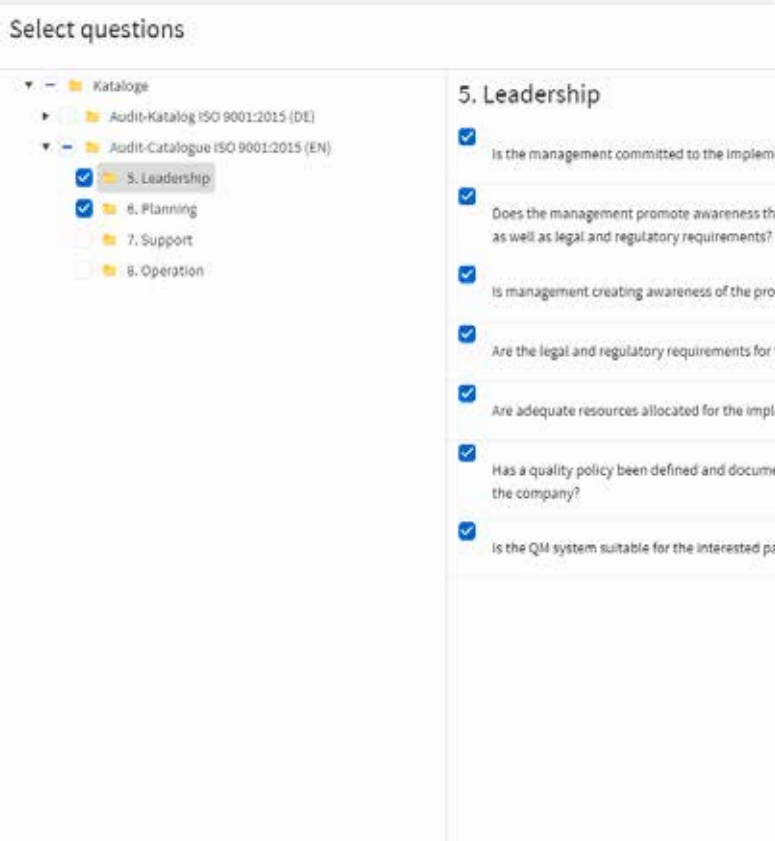 Select questions
Kataloge
Audit-Katalog ISO 9001:2015 (DE)
Audit-Catalogue ISO 9001:2015 (EN)
5. Leadership
6. Planning
7. Support
8. Operation
5. Leadership
Is the management committed to the implem
Does the management promote awareness th
as well as legal and regulatory requirements?
Is management creating awareness of the pro
Are the legal and regulatory requirements for
Are adequate resources allocated for the impl
Has a quality policy been defined and docume
the company?
Is the QM system suitable for the interested pa